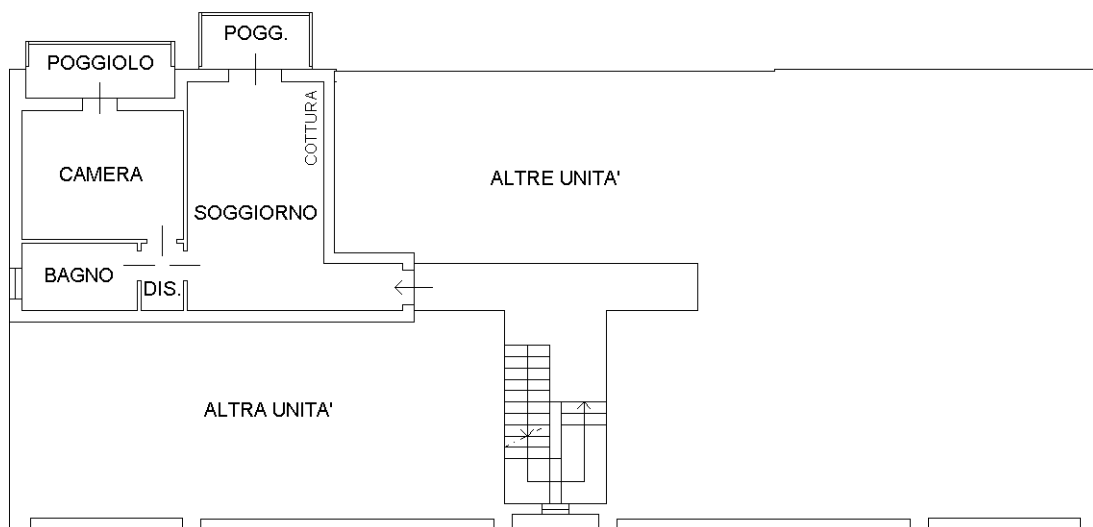 POGG.
POGGIOLO
COTTURA
CAMERA
ALTRE UNITA'
SOGGIORNO
BAGNO
DIS.
ALTRA UNITA'